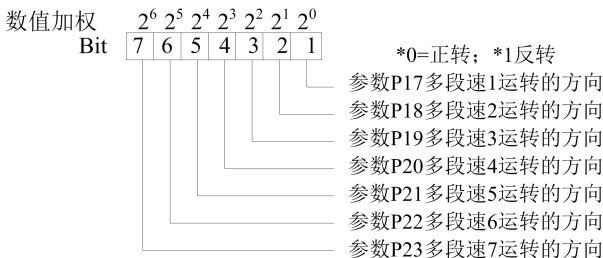 数值加权 2⁶ 2⁵ 2⁴ 2³ 2² 2¹ 2⁰
Bit 7 6 5 4 3 2 1
*0=正转；*1反转
参数P17多段速1运转的方向
参数P18多段速2运转的方向
参数P19多段速3运转的方向
参数P20多段速4运转的方向
参数P21多段速5运转的方向
参数P22多段速6运转的方向
参数P23多段速7运转的方向